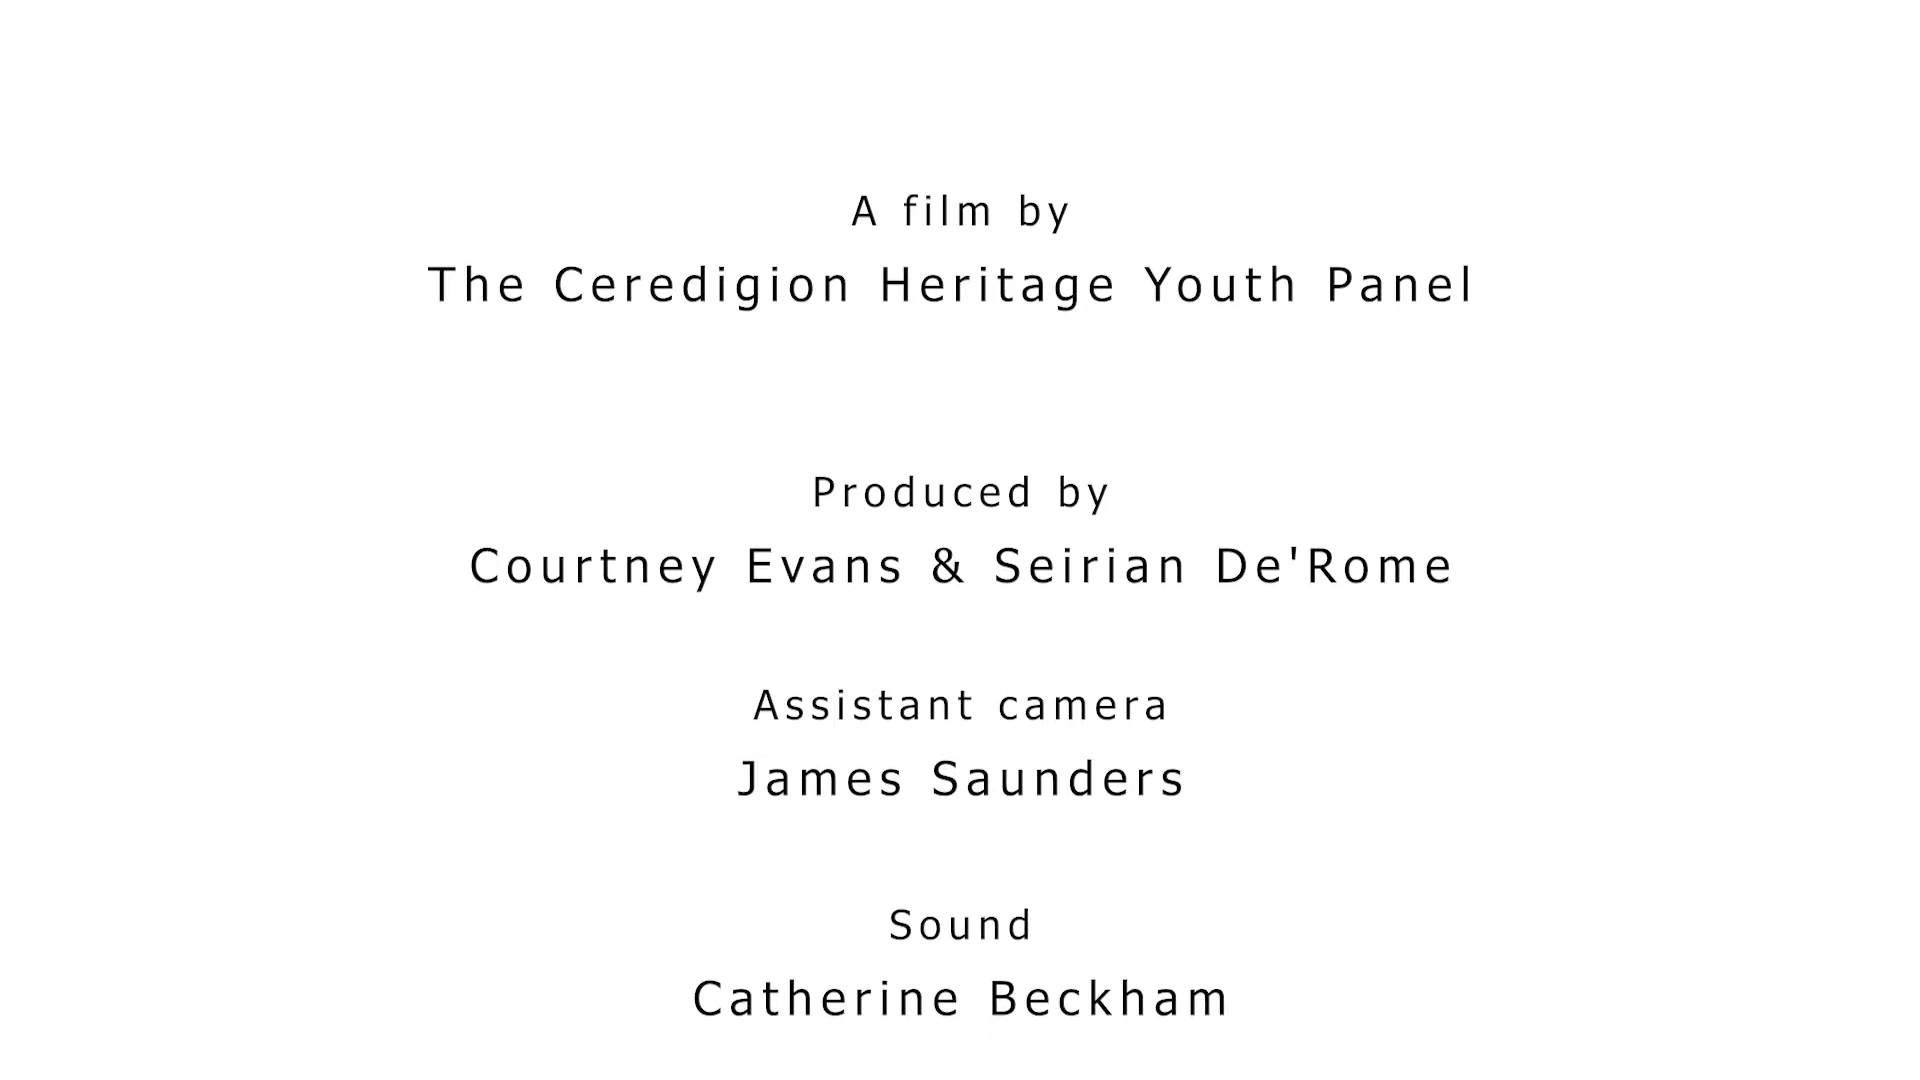 A film by
The Ceredigion Heritage Youth Panel
Produced by
Courtney Evans & Seirian De'Rome
Assistant camera
James Saunders
Sound
Catherine Beckham